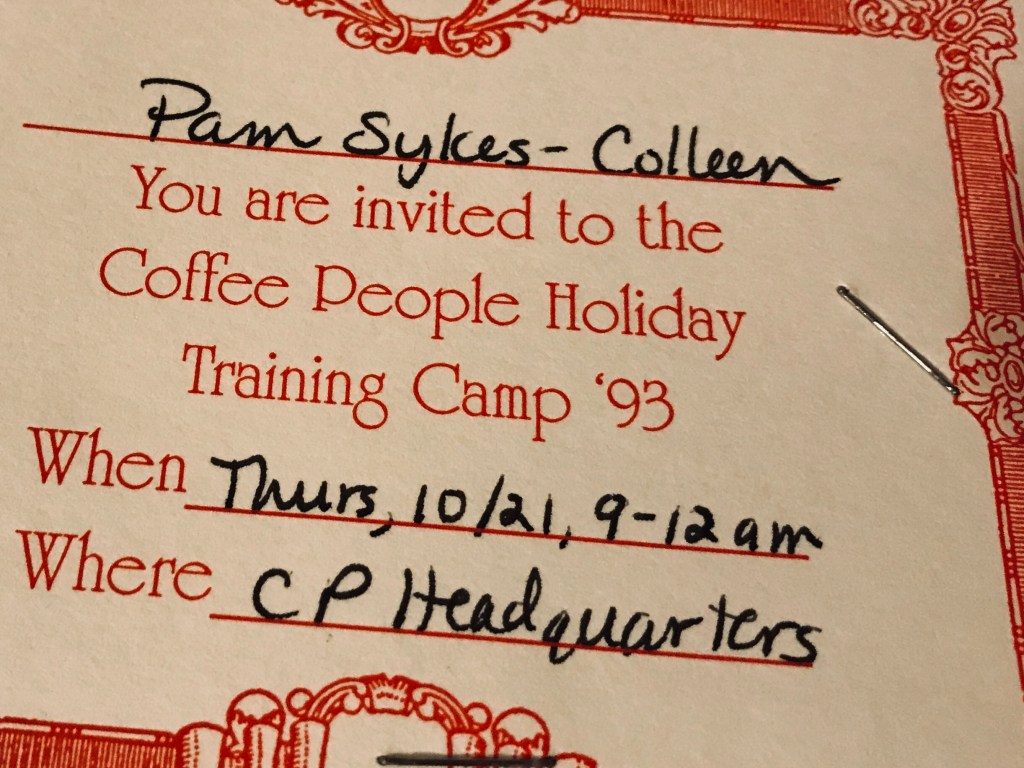 Pam Sykes - Colleen
You are invited to the
Coffee People Holiday
Training Camp '93
When Thurs, 10/21, 9-12 am
Where CP Headquarters